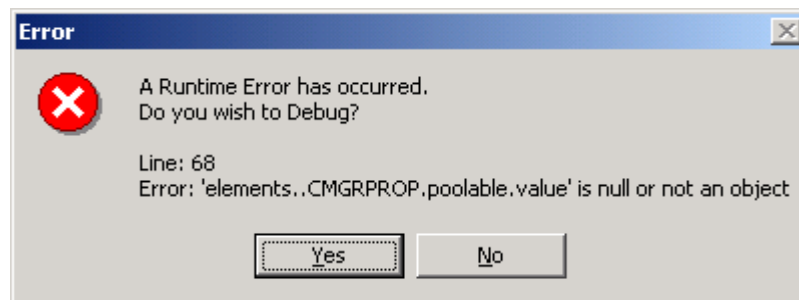 Error
A Runtime Error has occurred.
Do you wish to Debug?
Line: 68
Error: 'elements..CMGRPROP.poolable.value' is null or not an object
Yes
No